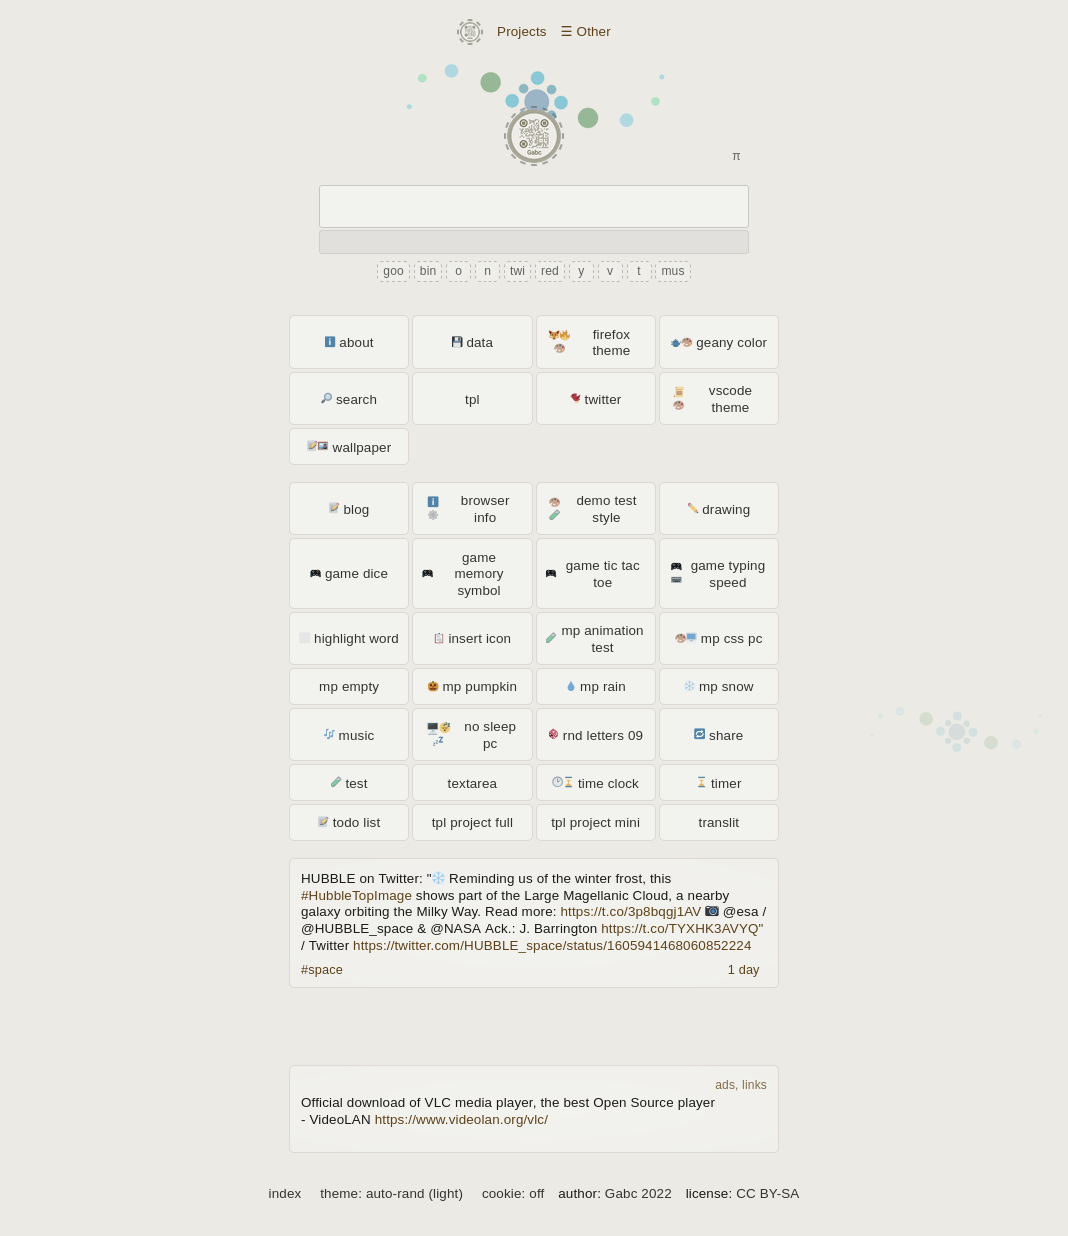 Projects ☰ Other
Gabc
π
goo bin o n twi red y v t mus
about
data
firefox
theme
geany color
search
tpl
twitter
vscode
theme
wallpaper
blog
browser
info
demo test
style
drawing
game dice
game
memory
symbol
game tic tac
toe
game typing
speed
highlight word
insert icon
mp animation
test
mp css pc
mp empty
mp pumpkin
mp rain
mp snow
music
no sleep
pc
rnd letters 09
share
test
textarea
time clock
timer
todo list
tpl project full
tpl project mini
translit
HUBBLE on Twitter: "❄️ Reminding us of the winter frost, this
#HubbleTopImage shows part of the Large Magellanic Cloud, a nearby
galaxy orbiting the Milky Way. Read more: https://t.co/3p8bqgj1AV 📷 @esa /
@HUBBLE_space & @NASA Ack.: J. Barrington https://t.co/TYXHK3AVYQ"
/ Twitter https://twitter.com/HUBBLE_space/status/1605941468060852224
#space 1 day
ads, links
Official download of VLC media player, the best Open Source player
- VideoLAN https://www.videolan.org/vlc/
index theme: auto-rand (light) cookie: off author: Gabc 2022 license: CC BY-SA